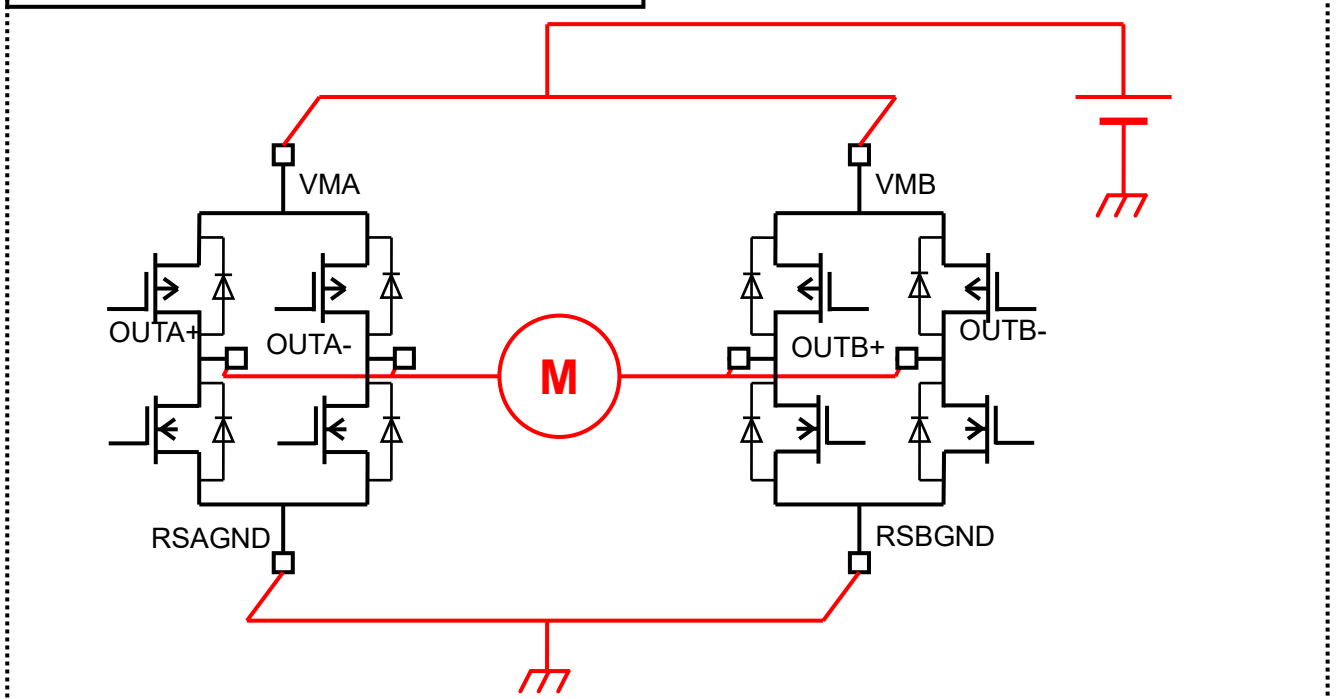 VMA
VMB
OUTA+
OUTA-
OUTB+
OUTB-
M
RSAGND
RSBGND